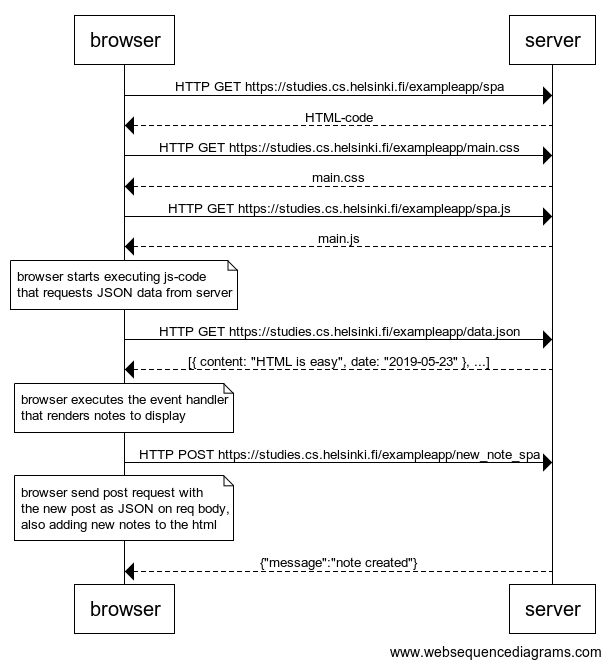 browser
server
HTTP GET https://studies.cs.helsinki.fi/exampleapp/spa
HTML-code
HTTP GET https://studies.cs.helsinki.fi/exampleapp/main.css
main.css
HTTP GET https://studies.cs.helsinki.fi/exampleapp/spa.js
main.js
browser starts executing js-code
that requests JSON data from server
HTTP GET https://studies.cs.helsinki.fi/exampleapp/data.json
[{ content: "HTML is easy", date: "2019-05-23" }, ...]
browser executes the event handler
that renders notes to display
HTTP POST https://studies.cs.helsinki.fi/exampleapp/new_note_spa
browser send post request with
the new post as JSON on req body,
also adding new notes to the html
{"message":"note created"}
browser
server
www.websequencediagrams.com